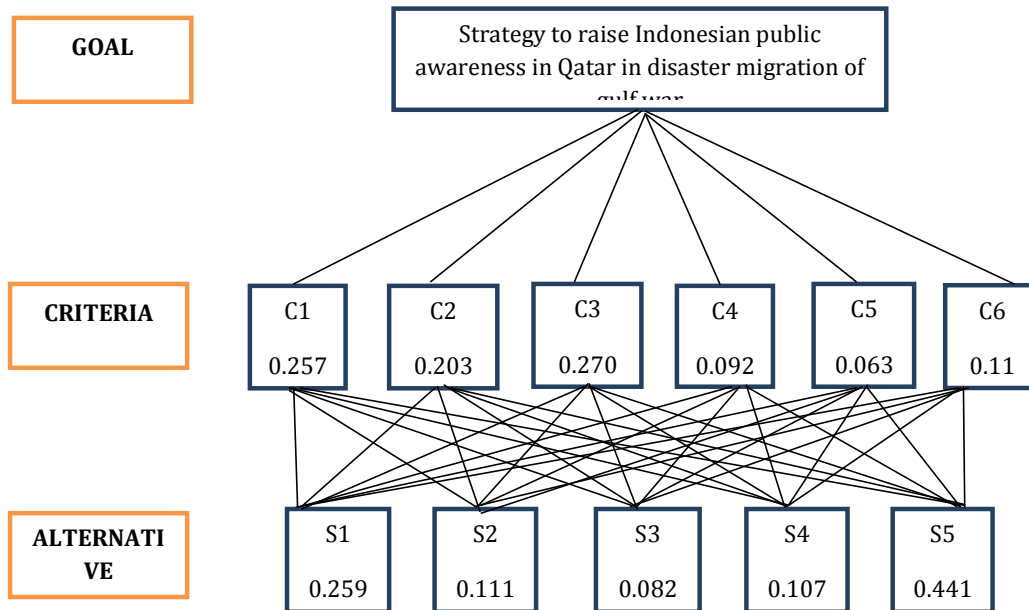 GOAL
Strategy to raise Indonesian public
awareness in Qatar in disaster migration of
gulf war
CRITERIA
C1
C2
C3
C4
C5
C6
0.257
0.203
0.270
0.092
0.063
0.11
ALTERNATI
VE
S1
S2
S3
S4
S5
0.259
0.111
0.082
0.107
0.441